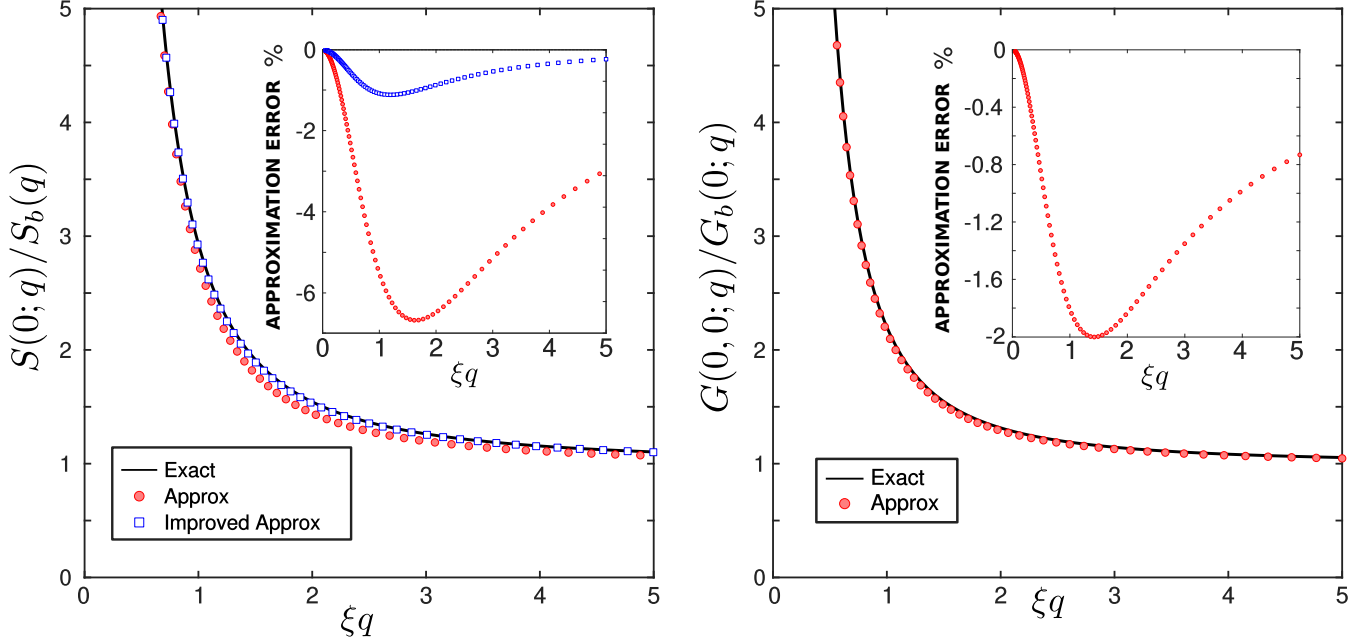 S(0; q)/S_b(q)
5
4
3
2
1
0
0 1 2 3 4 5
ξq
APPROXIMATION ERROR %
0
-2
-4
-6
0 1 2 3 4 5
ξq
Exact
Approx
Improved Approx
G(0, 0; q)/G_b(0; q)
5
4
3
2
1
0
0 1 2 3 4 5
ξq
APPROXIMATION ERROR %
0
-0.4
-0.8
-1.2
-1.6
-2
0 1 2 3 4 5
ξq
Exact
Approx